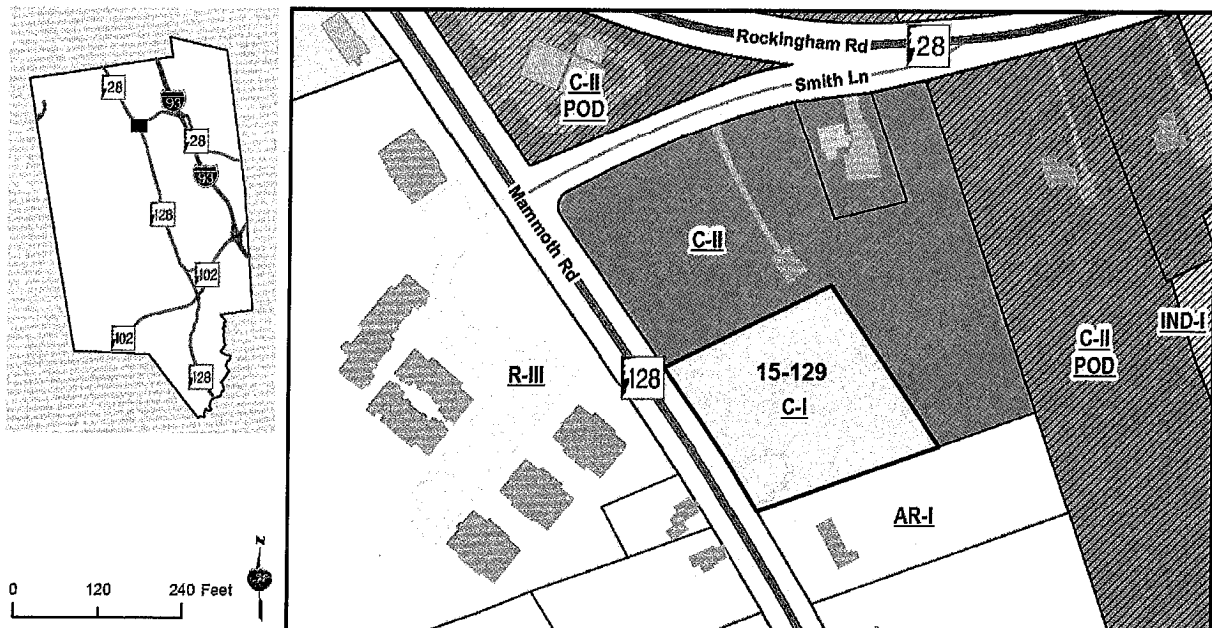 28
93
28
93
128
102
102
128
N
0 120 240 Feet
Rockingham Rd
28
Smith Ln
C-II
POD
Mammoth Rd
C-II
128
R-III
15-129
C-I
C-II
POD
IND-I
AR-I